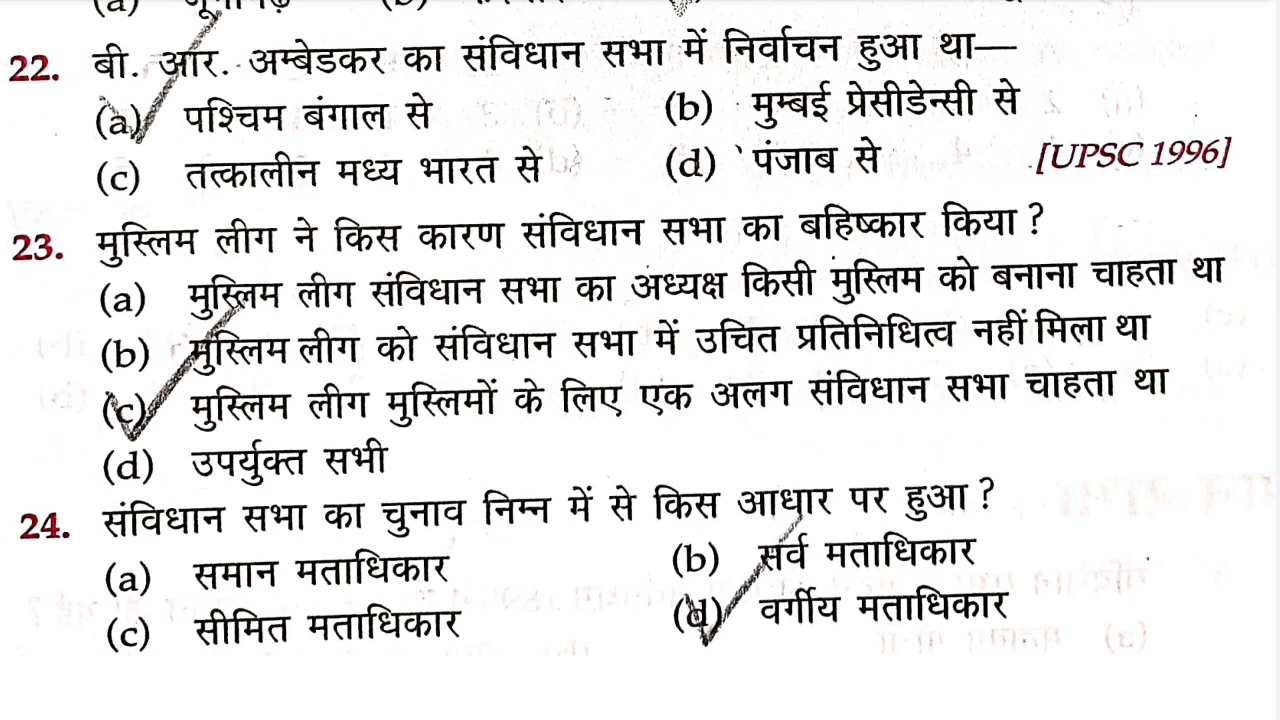 22. बी. आर. अम्बेडकर का संविधान सभा में निर्वाचन हुआ था—
(a) पश्चिम बंगाल से (b) मुम्बई प्रेसीडेन्सी से
(c) तत्कालीन मध्य भारत से (d) पंजाब से [UPSC 1996]
23. मुस्लिम लीग ने किस कारण संविधान सभा का बहिष्कार किया?
(a) मुस्लिम लीग संविधान सभा का अध्यक्ष किसी मुस्लिम को बनाना चाहता था
(b) मुस्लिम लीग को संविधान सभा में उचित प्रतिनिधित्व नहीं मिला था
(c) मुस्लिम लीग मुस्लिमों के लिए एक अलग संविधान सभा चाहता था
(d) उपर्युक्त सभी
24. संविधान सभा का चुनाव निम्न में से किस आधार पर हुआ?
(a) समान मताधिकार (b) सर्व मताधिकार
(c) सीमित मताधिकार (d) वर्गीय मताधिकार